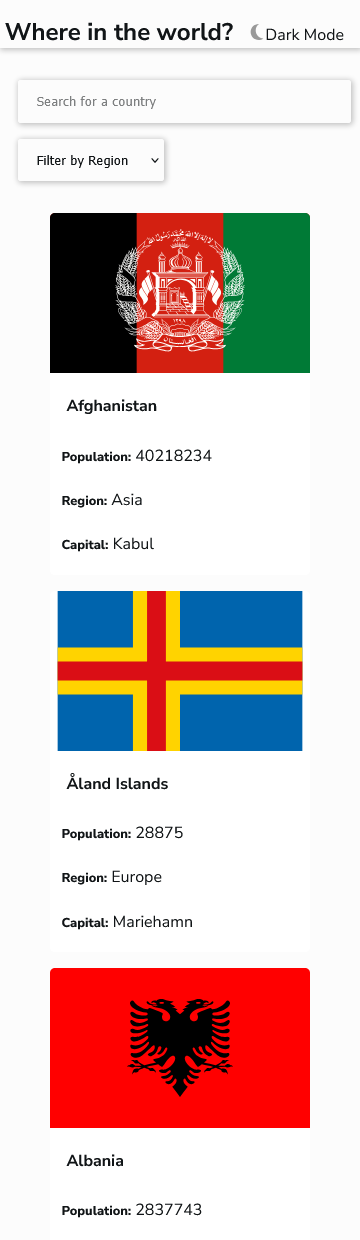 Where in the world? Dark Mode
Search for a country
Filter by Region
Afghanistan
Population: 40218234
Region: Asia
Capital: Kabul
Åland Islands
Population: 28875
Region: Europe
Capital: Mariehamn
Albania
Population: 2837743